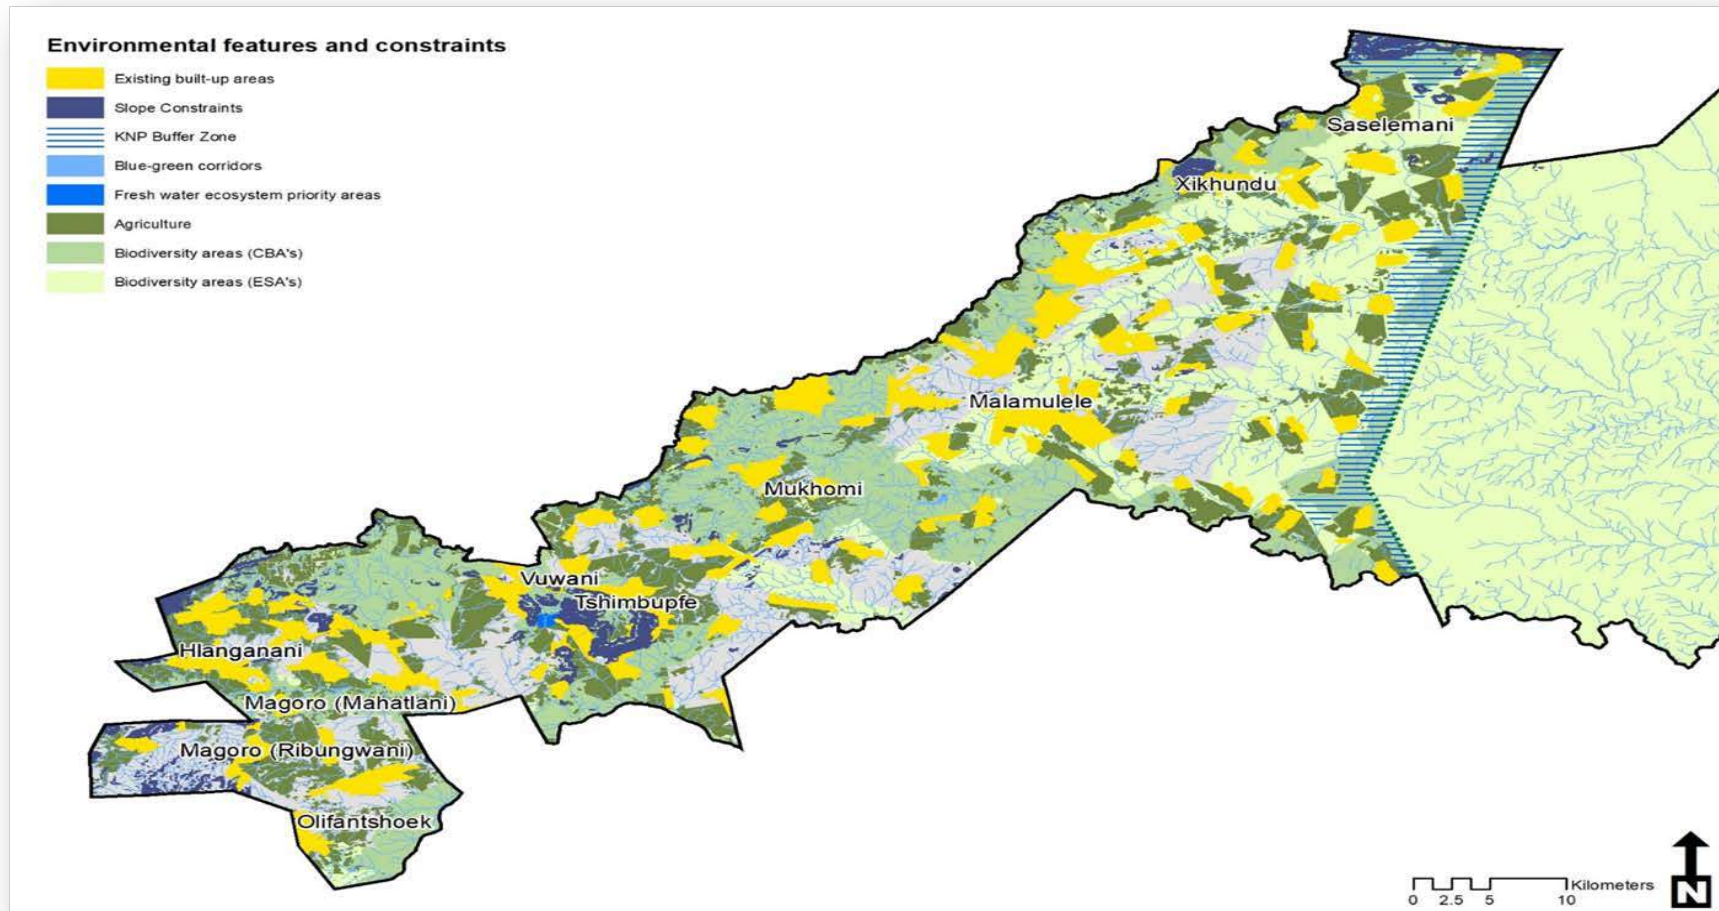 Environmental features and constraints
Existing built-up areas
Slope Constraints
KNP Buffer Zone
Blue-green corridors
Fresh water ecosystem priority areas
Agriculture
Biodiversity areas (CBA's)
Biodiversity areas (ESA's)
Saselemani
Xikhundu
Malamulele
Mukhomi
Vuwani
Tshimbupfe
Hlanganani
Magoro (Mahatlani)
Magoro (Ribungwani)
Olifantshoek
Kilometers
0 2.5 5 10
N